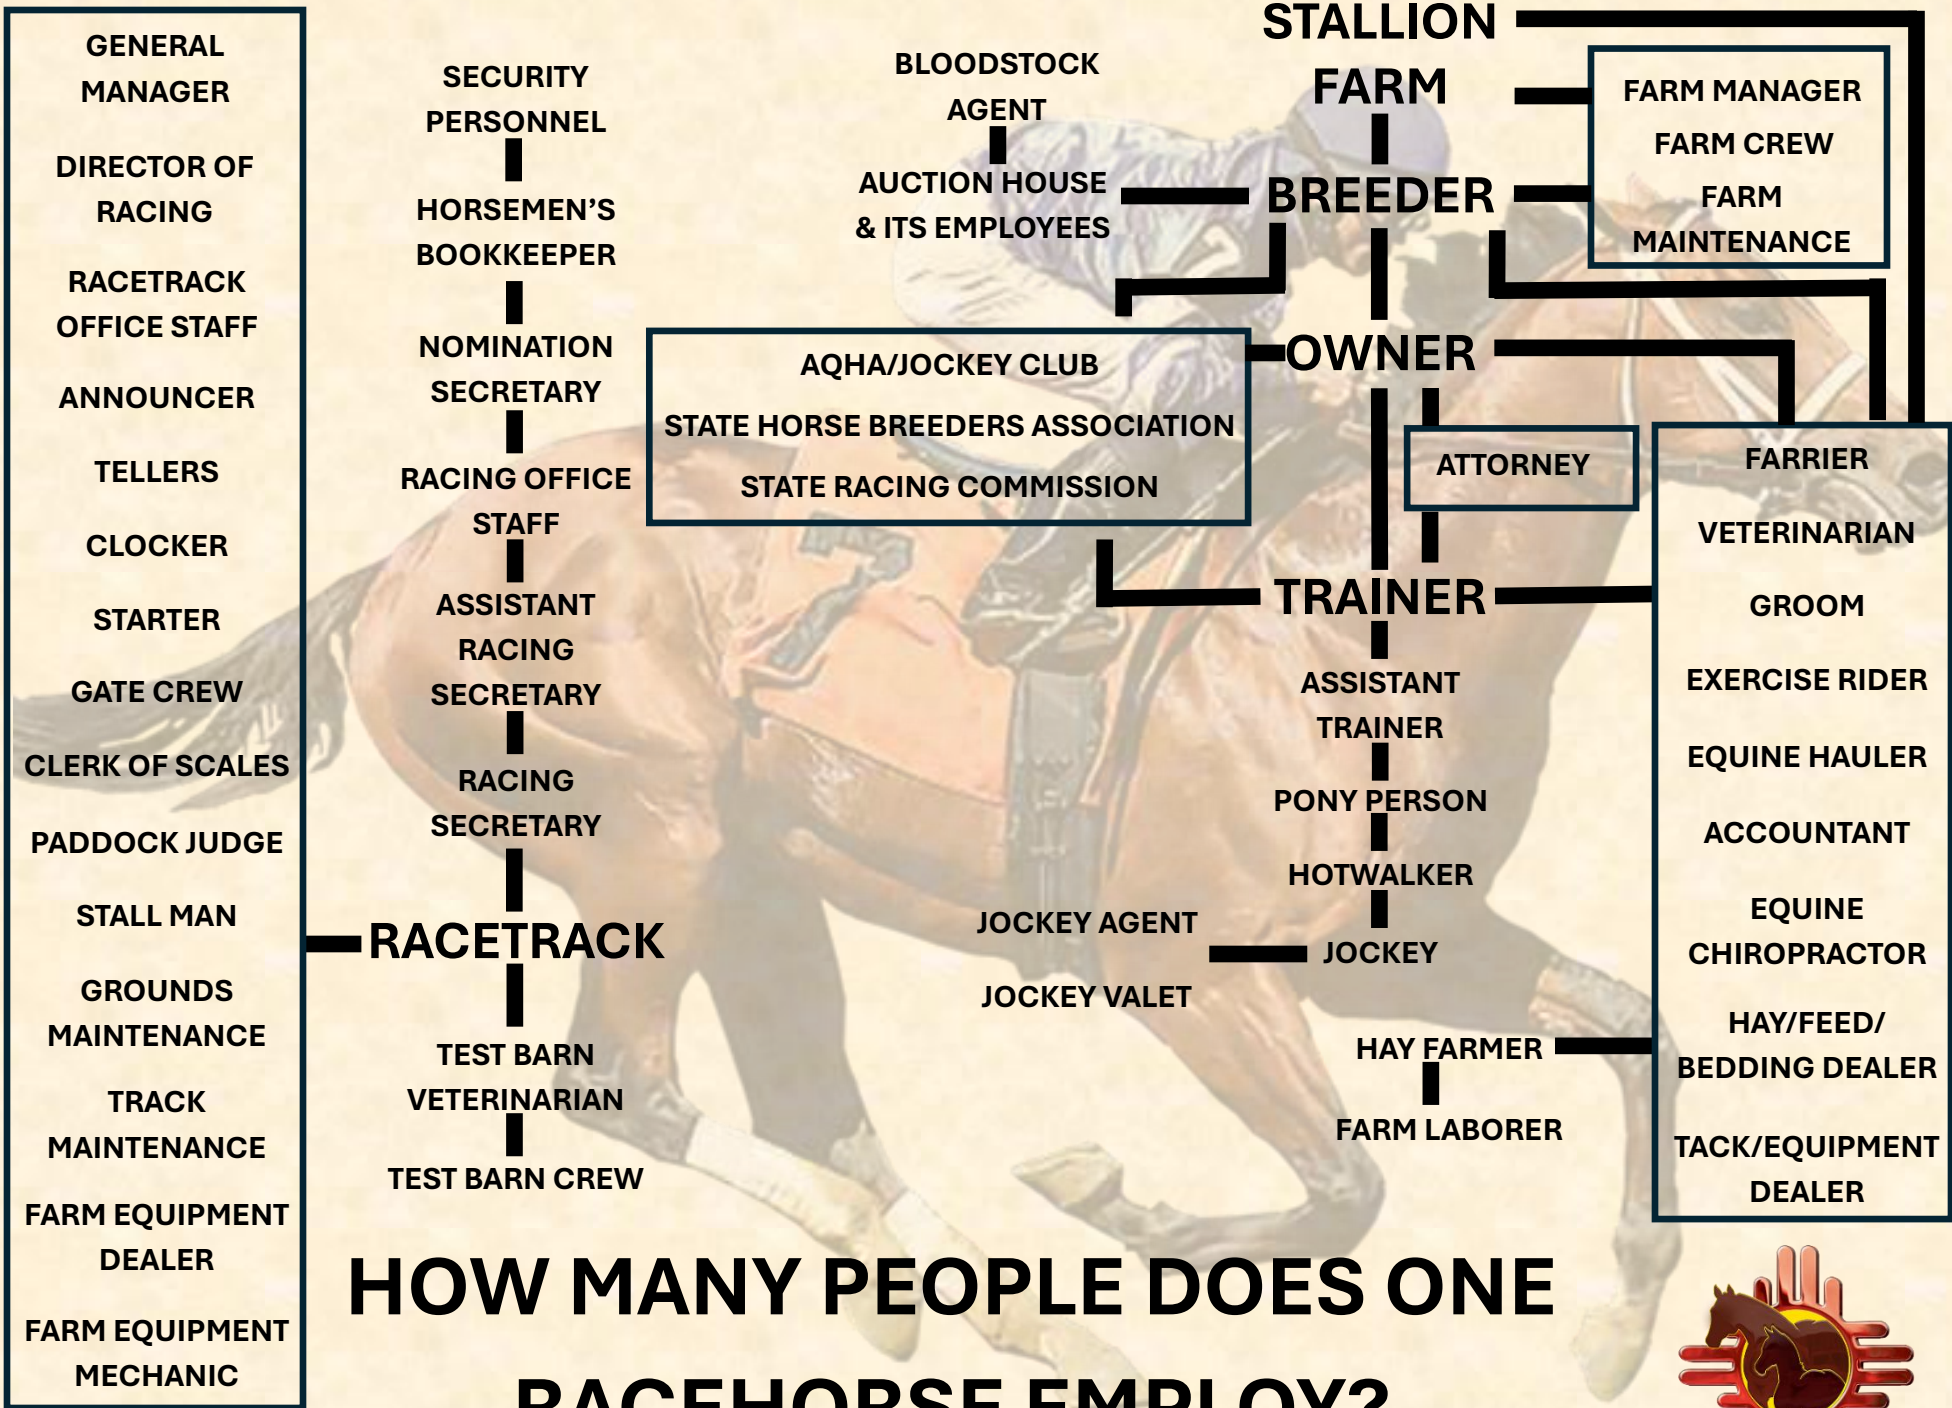 GENERAL
MANAGER
DIRECTOR OF
RACING
RACETRACK
OFFICE STAFF
ANNOUNCER
TELLERS
CLOCKER
STARTER
GATE CREW
CLERK OF SCALES
PADDOCK JUDGE
STALL MAN
GROUNDS
MAINTENANCE
TRACK
MAINTENANCE
FARM EQUIPMENT
DEALER
FARM EQUIPMENT
MECHANIC
SECURITY
PERSONNEL
HORSEMEN’S
BOOKKEEPER
NOMINATION
SECRETARY
RACING OFFICE
STAFF
ASSISTANT
RACING
SECRETARY
RACING
SECRETARY
RACETRACK
TEST BARN
VETERINARIAN
TEST BARN CREW
BLOODSTOCK
AGENT
AUCTION HOUSE
& ITS EMPLOYEES
AQHA/JOCKEY CLUB
STATE HORSE BREEDERS ASSOCIATION
STATE RACING COMMISSION
STALLION
FARM
BREEDER
OWNER
ATTORNEY
TRAINER
ASSISTANT
TRAINER
PONY PERSON
HOTWALKER
JOCKEY
JOCKEY AGENT
JOCKEY VALET
HAY FARMER
FARM LABORER
FARM MANAGER
FARM CREW
FARM
MAINTENANCE
FARRIER
VETERINARIAN
GROOM
EXERCISE RIDER
EQUINE HAULER
ACCOUNTANT
EQUINE
CHIROPRACTOR
HAY/FEED/
BEDDING DEALER
TACK/EQUIPMENT
DEALER
HOW MANY PEOPLE DOES ONE
RACEHORSE EMPLOY?
7